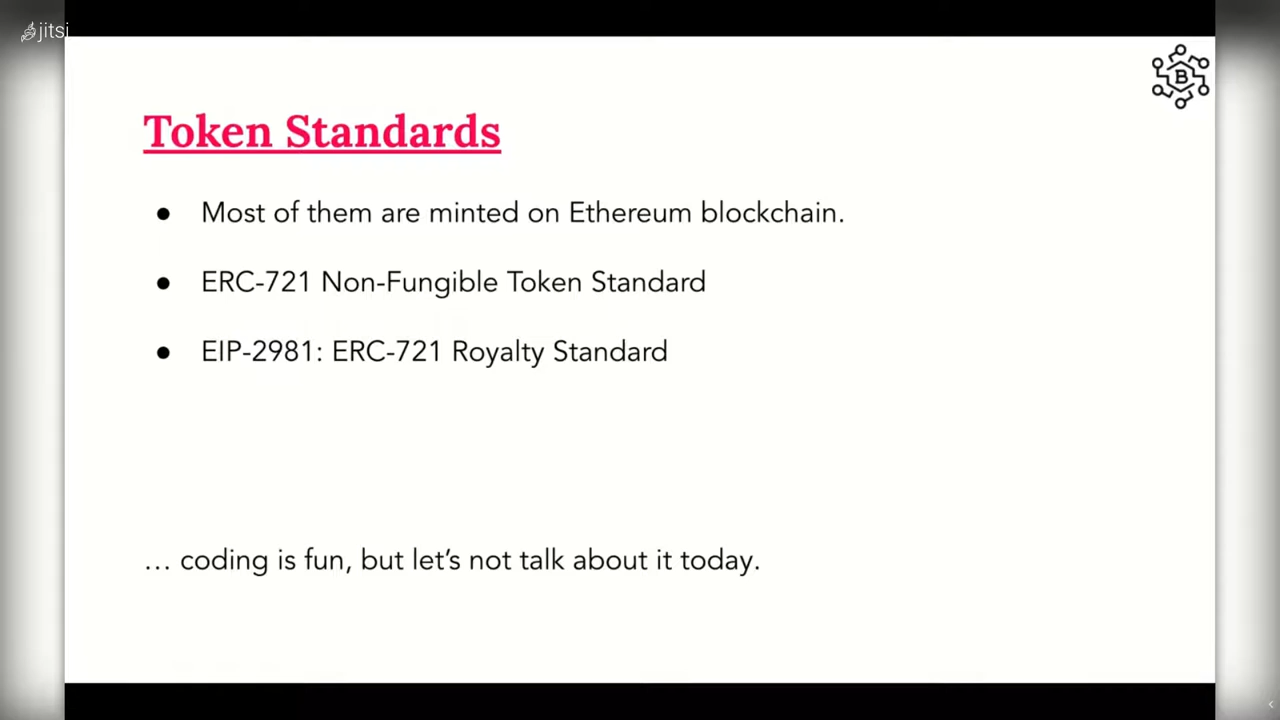 jitsi
Token Standards
● Most of them are minted on Ethereum blockchain.
● ERC-721 Non-Fungible Token Standard
● EIP-2981: ERC-721 Royalty Standard
… coding is fun, but let’s not talk about it today.
B